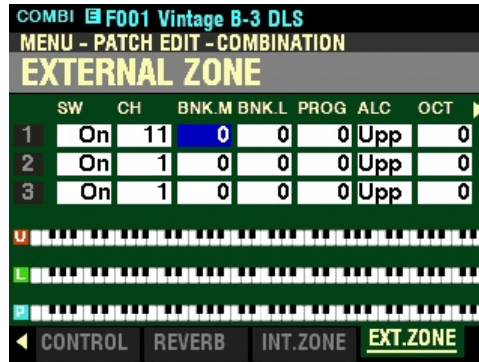 COMBI E F001 Vintage B-3 DLS
MENU - PATCH EDIT - COMBINATION
EXTERNAL ZONE
SW CH BNK.M BNK.L PROG ALC OCT
1 On 11 0 0 0 Upp 0
2 On 1 0 0 0 Upp 0
3 On 1 0 0 0 Upp 0
U
L
P
CONTROL REVERB INT.ZONE EXT.ZONE